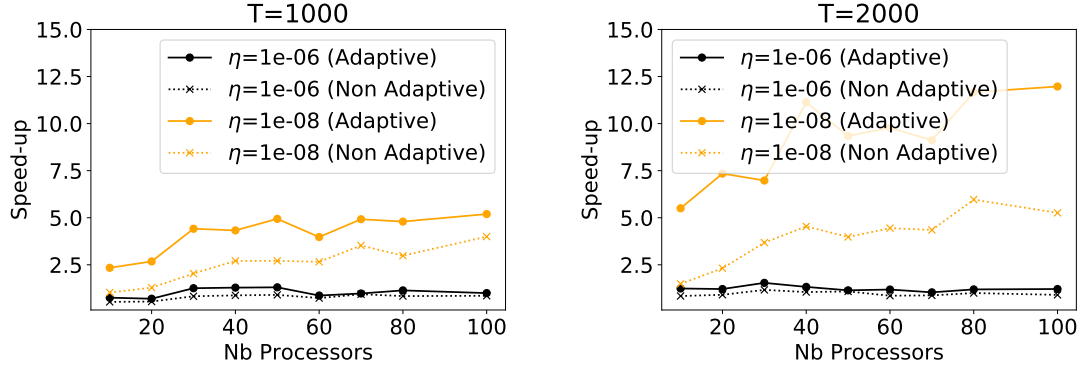 T=1000
15.0
12.5
10.0
7.5
5.0
2.5
Speed-up
η=1e-06 (Adaptive)
η=1e-06 (Non Adaptive)
η=1e-08 (Adaptive)
η=1e-08 (Non Adaptive)
20 40 60 80 100
Nb Processors
T=2000
15.0
12.5
10.0
7.5
5.0
2.5
Speed-up
η=1e-06 (Adaptive)
η=1e-06 (Non Adaptive)
η=1e-08 (Adaptive)
η=1e-08 (Non Adaptive)
20 40 60 80 100
Nb Processors